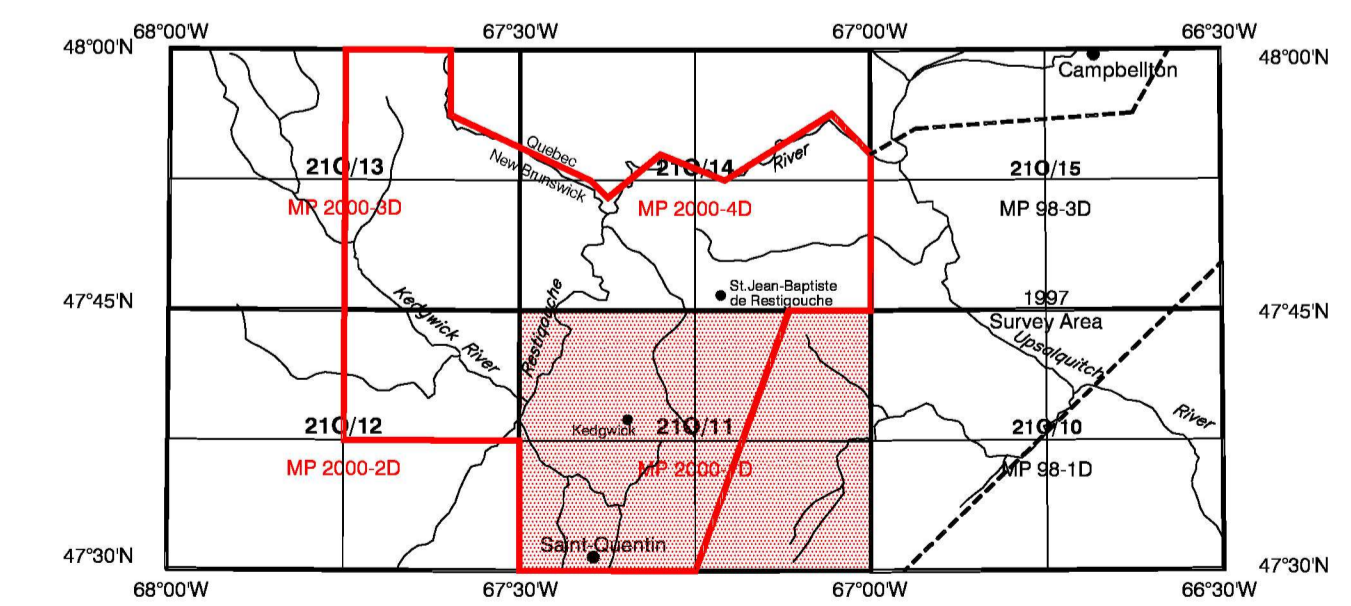 68°00'W 67°30'W 67°00'W 66°30'W
48°00'N 48°00'N
Campbellton
Quebec
New Brunswick
River
21O/13 21O/14 21O/15
MP 2000-3D MP 2000-4D MP 98-3D
St.Jean-Baptiste
de Restigouche
47°45'N 47°45'N
1997
Survey Area
Kedgwick River
Restigouche
Upsalquitch
River
Kedgwick
21O/12 21O/11 21O/10
MP 2000-2D MP 2000-1D MP 98-1D
Saint-Quentin
47°30'N 47°30'N
68°00'W 67°30'W 67°00'W 66°30'W